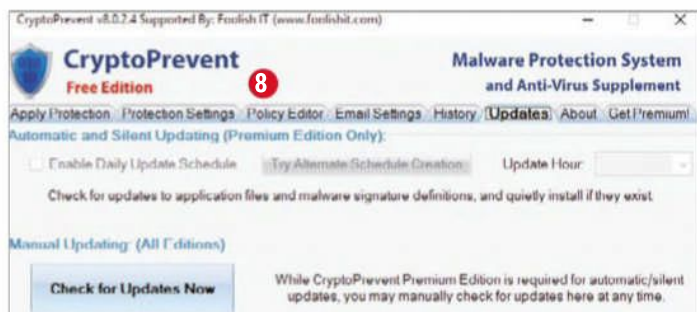 CryptoPrevent v8.0.2.4 Supported By: Foolish IT (www.foolishit.com)
CryptoPrevent
Free Edition
Malware Protection System
and Anti-Virus Supplement
8
Apply Protection Protection Settings Policy Editor Email Settings History Updates About Get Premium!
Automatic and Silent Updating (Premium Edition Only):
Enable Daily Update Schedule Try Alternate Schedule Creation Update Hour:
Check for updates to application files and malware signature definitions, and quietly install if they exist.
Manual Updating: (All Editions)
Check for Updates Now
While CryptoPrevent Premium Edition is required for automatic/silent
updates, you may manually check for updates here at any time.